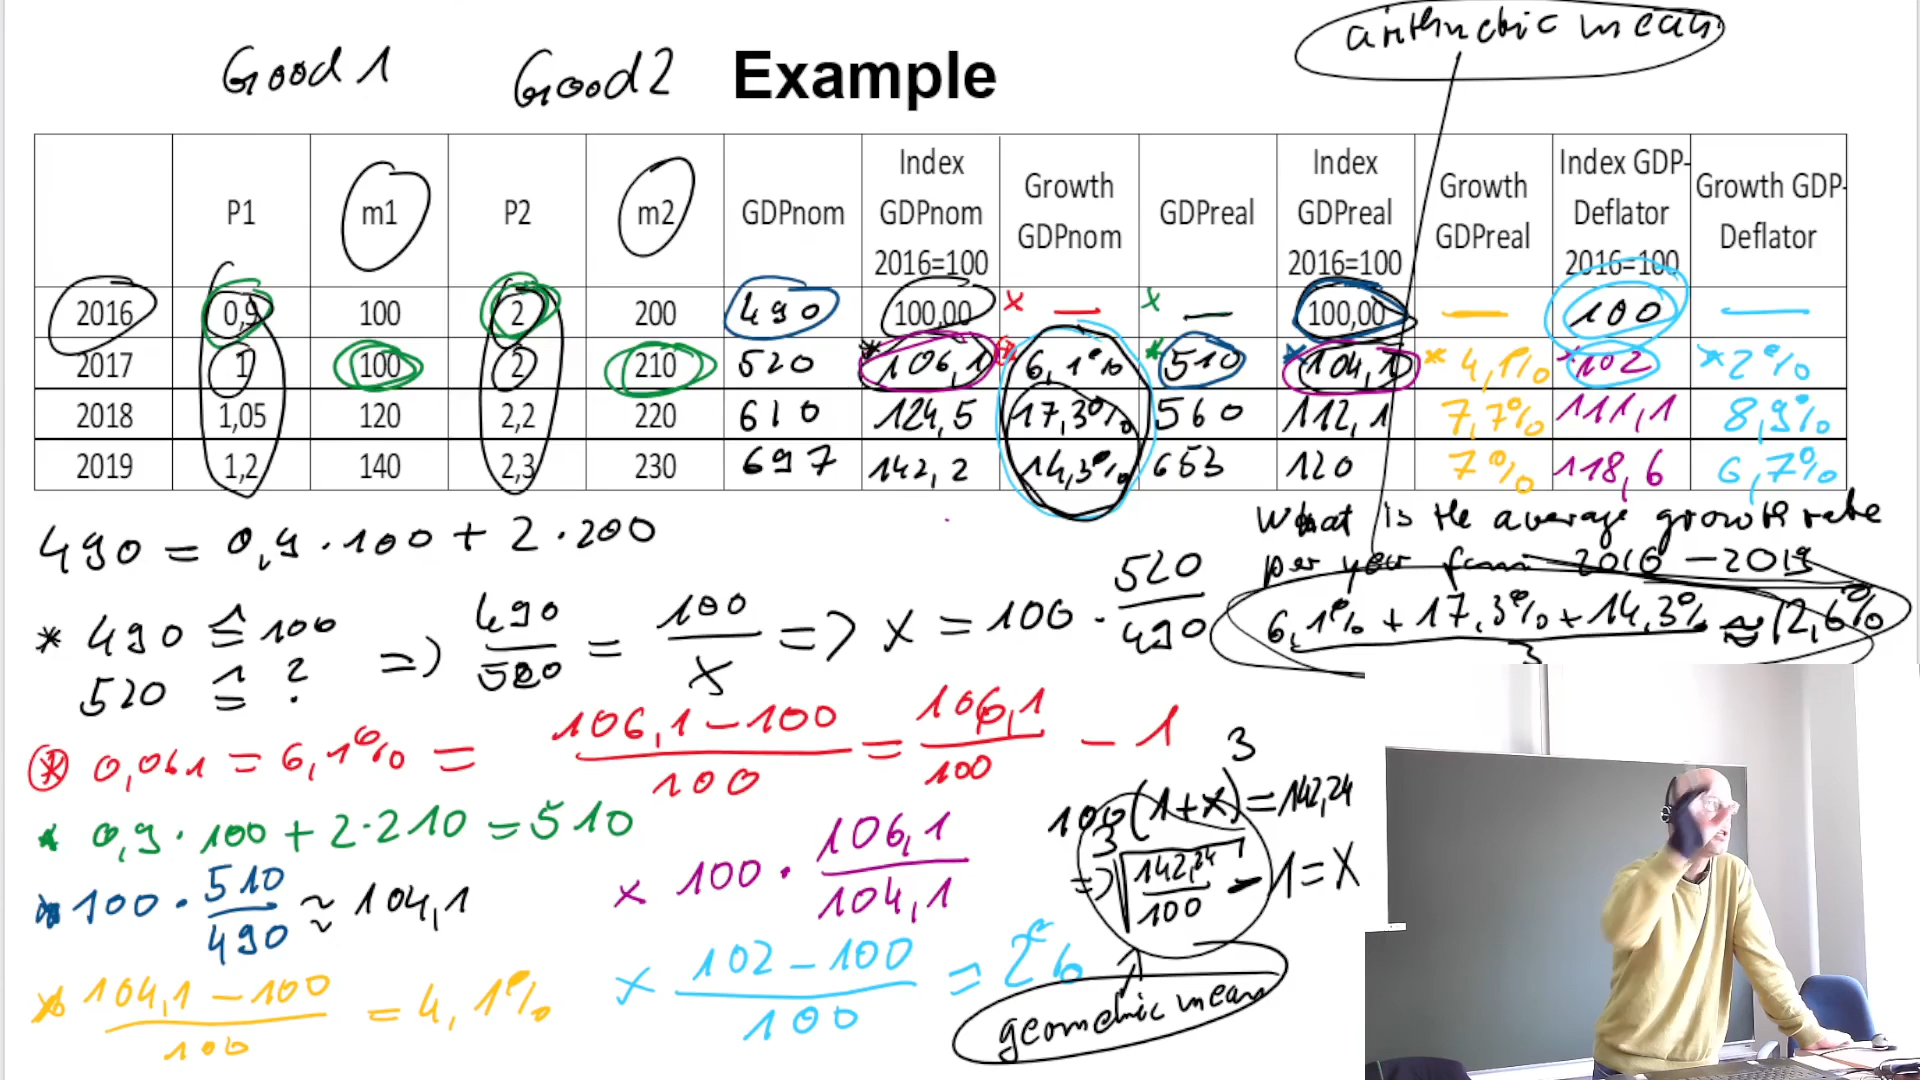 arithmetic mean
Good 1 Good 2 Example
P1 m1 P2 m2 GDPnom Index GDPnom 2016=100 Growth GDPnom GDPreal Index GDPreal 2016=100 Growth GDPreal Index GDP-Deflator 2016=100 Growth GDP-Deflator
2016 0,9 100 2 200 490 100,00 x — x — 100,00 — 100 —
2017 1 100 2 210 * 520 106,1 6,1% * 510 * 104,1 * 4,1% * 102 * 2%
2018 1,05 120 2,2 220 610 124,5 17,3% 560 112,1 7,7% 111,1 8,9%
2019 1,2 140 2,3 230 697 142,2 14,3% 653 120 7% 118,6 6,7%
490 = 0,9 · 100 + 2 · 200
What is the average growth rate
per year from 2016 – 2019
6,1% + 17,3% + 14,3% ≈ 12,6%
3
* 490 ≙ 100
520 ≙ ?
=> 490/520 = 100/x => x = 100 · 520/490
* 0,061 = 6,1% = 106,1 – 100 / 100 = 106,1/100 – 1
* 0,9 · 100 + 2 · 210 = 510
100 (1+x)³ = 142,24
=> ³√142,24/100 – 1 = x
* 100 · 510/490 ≈ 104,1
x 100 · 106,1/104,1
* 104,1 – 100 / 100 = 4,1%
x 102 – 100 / 100 = 2%
geometric mean